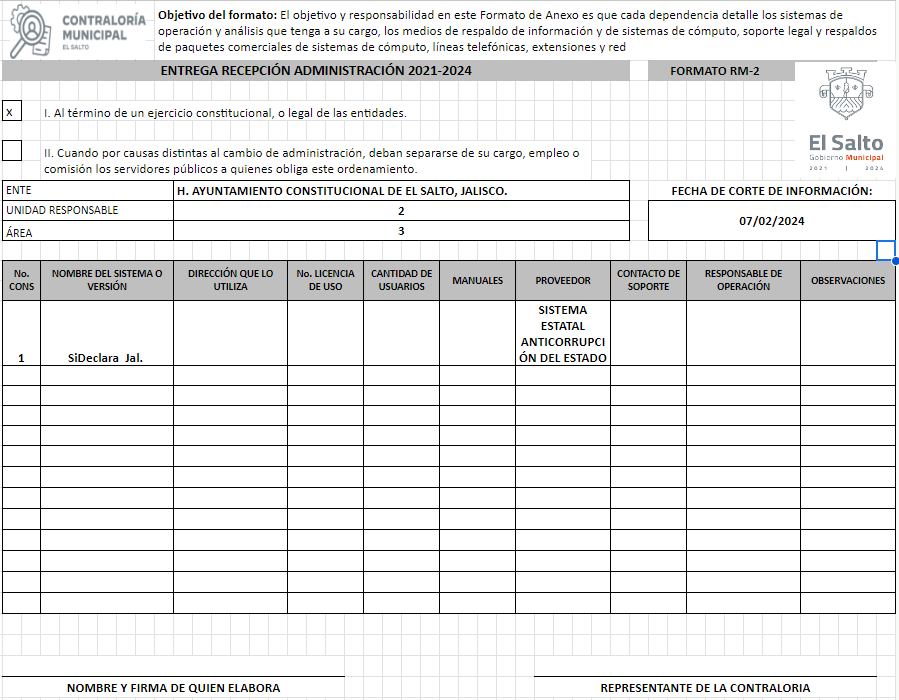 CONTRALORÍA
MUNICIPAL
EL SALTO
Objetivo del formato: El objetivo y responsabilidad en este Formato de Anexo es que cada dependencia detalle los sistemas de
operación y análisis que tenga a su cargo, los medios de respaldo de información y de sistemas de cómputo, soporte legal y respaldos
de paquetes comerciales de sistemas de cómputo, líneas telefónicas, extensiones y red
ENTREGA RECEPCIÓN ADMINISTRACIÓN 2021-2024
FORMATO RM-2
x
I. Al término de un ejercicio constitucional, o legal de las entidades.
El Salto
Gobierno Municipal
2021 | 2024
II. Cuando por causas distintas al cambio de administración, deban separarse de su cargo, empleo o
comisión los servidores públicos a quienes obliga este ordenamiento.
ENTE H. AYUNTAMIENTO CONSTITUCIONAL DE EL SALTO, JALISCO.
FECHA DE CORTE DE INFORMACIÓN:
UNIDAD RESPONSABLE 2
07/02/2024
ÁREA 3
No. CONS
NOMBRE DEL SISTEMA O VERSIÓN
DIRECCIÓN QUE LO UTILIZA
No. LICENCIA DE USO
CANTIDAD DE USUARIOS
MANUALES
PROVEEDOR
CONTACTO DE SOPORTE
RESPONSABLE DE OPERACIÓN
OBSERVACIONES
1
SiDeclara Jal.
SISTEMA
ESTATAL
ANTICORRUPCI
ÓN DEL ESTADO
NOMBRE Y FIRMA DE QUIEN ELABORA
REPRESENTANTE DE LA CONTRALORIA